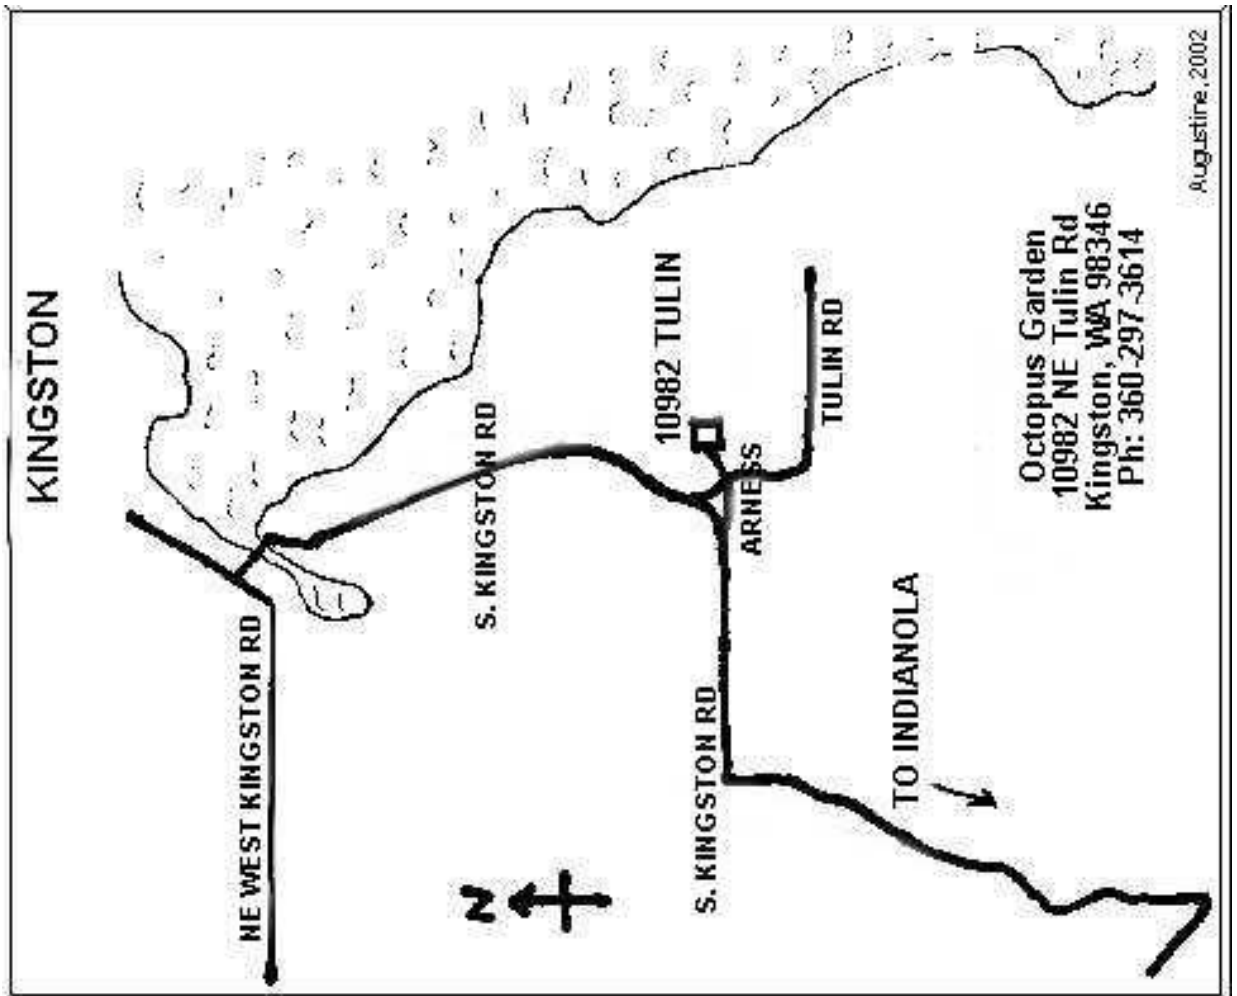 KINGSTON
NE WEST KINGSTON RD
S. KINGSTON RD
10982 TULIN
TULIN RD
ARNESS
S. KINGSTON RD
TO INDIANOLA
N
Octopus Garden
10982 NE Tulin Rd
Kingston, WA 98346
Ph: 360-297-3614
Augustine, 2002